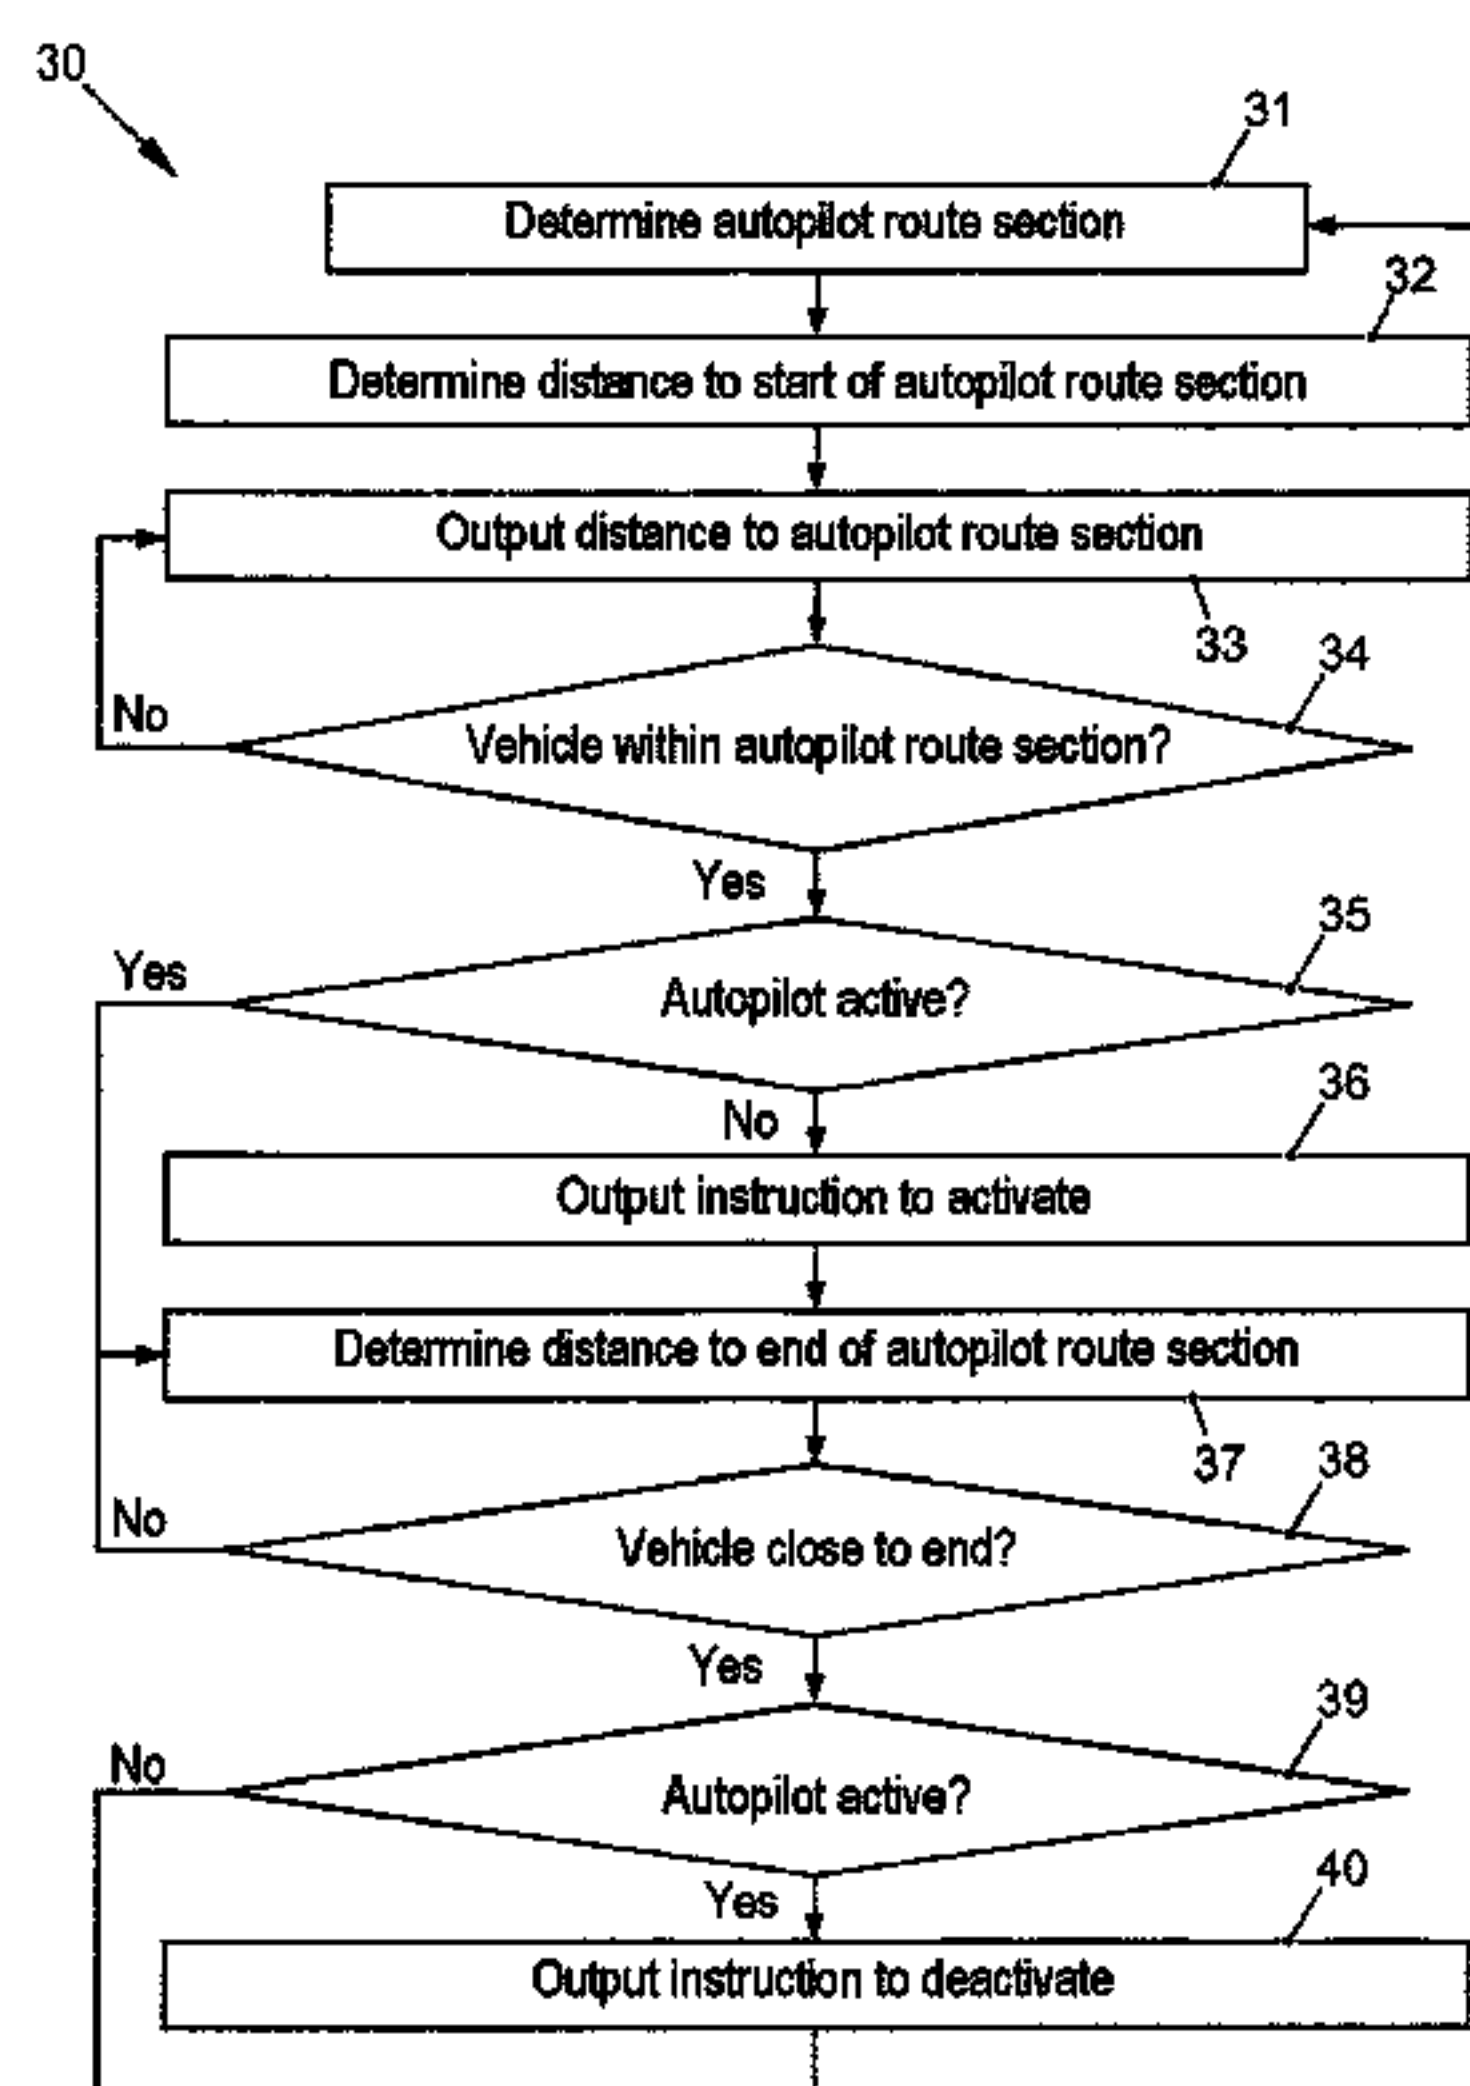 30
31
Determine autopilot route section
32
Determine distance to start of autopilot route section
Output distance to autopilot route section
33
34
No
Vehicle within autopilot route section?
Yes
35
Yes
Autopilot active?
36
No
Output instruction to activate
Determine distance to end of autopilot route section
37
38
No
Vehicle close to end?
Yes
39
No
Autopilot active?
40
Yes
Output instruction to deactivate